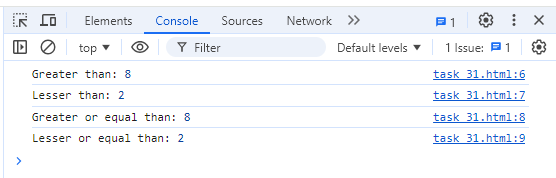 Elements Console Sources Network » 1
top Filter Default levels 1 Issue: 1
Greater than: 8 task 31.html:6
Lesser than: 2 task 31.html:7
Greater or equal than: 8 task 31.html:8
Lesser or equal than: 2 task 31.html:9
>